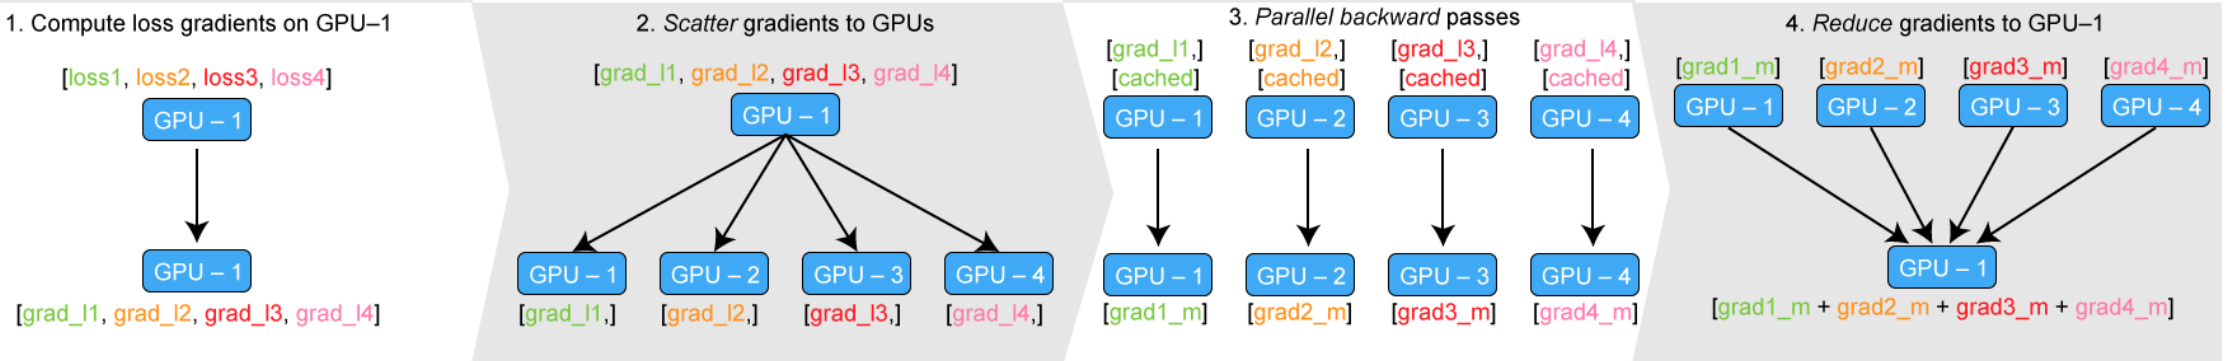 1. Compute loss gradients on GPU–1
[loss1, loss2, loss3, loss4]
GPU – 1
GPU – 1
[grad_l1, grad_l2, grad_l3, grad_l4]
2. Scatter gradients to GPUs
[grad_l1, grad_l2, grad_l3, grad_l4]
GPU – 1
GPU – 1 GPU – 2 GPU – 3 GPU – 4
[grad_l1,] [grad_l2,] [grad_l3,] [grad_l4,]
3. Parallel backward passes
[grad_l1,] [grad_l2,] [grad_l3,] [grad_l4,]
[cached] [cached] [cached] [cached]
GPU – 1 GPU – 2 GPU – 3 GPU – 4
GPU – 1 GPU – 2 GPU – 3 GPU – 4
[grad1_m] [grad2_m] [grad3_m] [grad4_m]
4. Reduce gradients to GPU–1
[grad1_m] [grad2_m] [grad3_m] [grad4_m]
GPU – 1 GPU – 2 GPU – 3 GPU – 4
GPU – 1
[grad1_m + grad2_m + grad3_m + grad4_m]